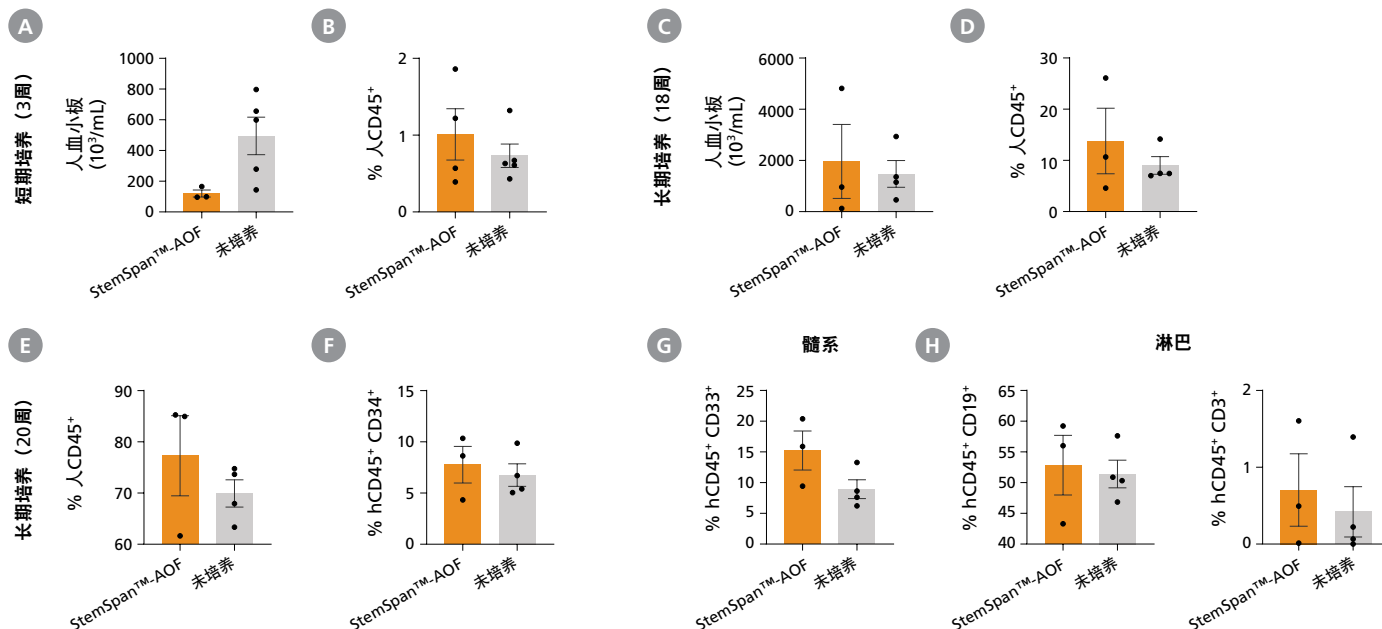 A
B
C
D
短期培养（3周）
人血小板
(10³/mL)
1000
800
600
400
200
0
StemSpan™-AOF
未培养
% 人CD45⁺
2
1
0
StemSpan™-AOF
未培养
长期培养（18周）
人血小板
(10³/mL)
6000
4000
2000
0
StemSpan™-AOF
未培养
% 人CD45⁺
30
20
10
0
StemSpan™-AOF
未培养
E
F
G
髓系
H
淋巴
长期培养（20周）
% 人CD45⁺
90
80
70
60
StemSpan™-AOF
未培养
% hCD45⁺ CD34⁺
15
10
5
0
StemSpan™-AOF
未培养
% hCD45⁺ CD33⁺
25
20
15
10
5
0
StemSpan™-AOF
未培养
% hCD45⁺ CD19⁺
65
60
55
50
45
40
StemSpan™-AOF
未培养
% hCD45⁺ CD3⁺
2
1
0
StemSpan™-AOF
未培养